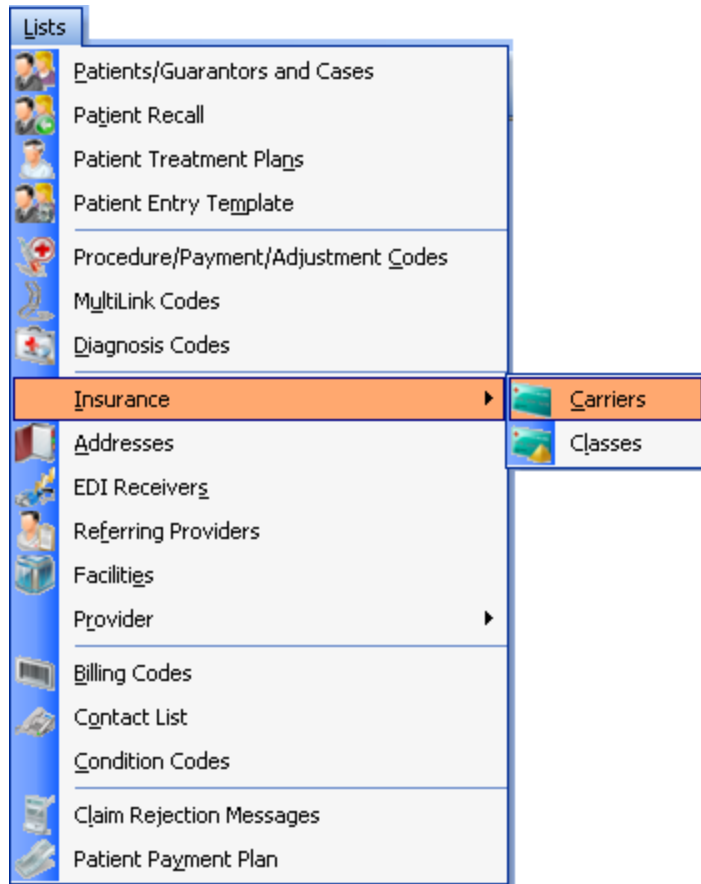 Lists
Patients/Guarantors and Cases
Patient Recall
Patient Treatment Plans
Patient Entry Template
Procedure/Payment/Adjustment Codes
MultiLink Codes
Diagnosis Codes
Insurance
Carriers
Addresses
Classes
EDI Receivers
Referring Providers
Facilities
Provider
Billing Codes
Contact List
Condition Codes
Claim Rejection Messages
Patient Payment Plan